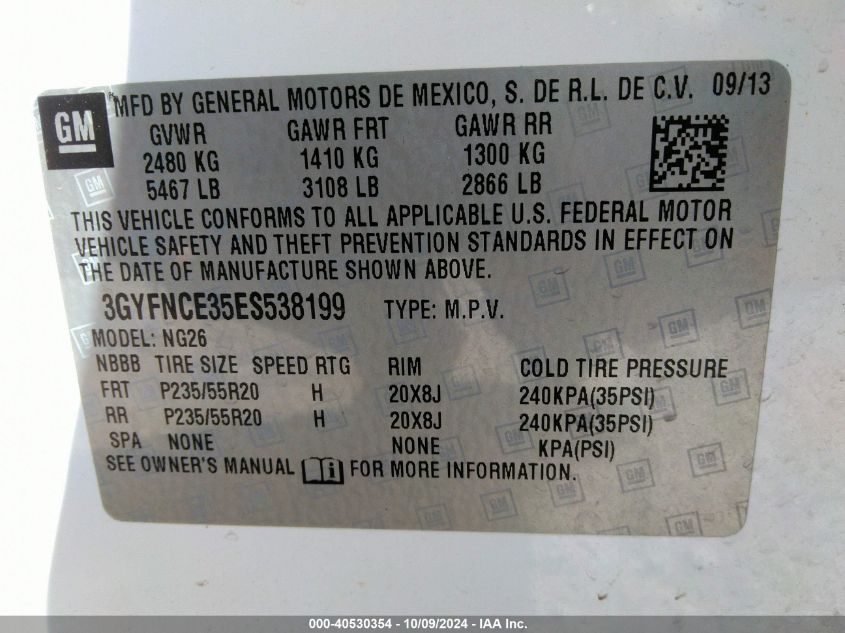 GM MFD BY GENERAL MOTORS DE MEXICO, S. DE R.L. DE C.V. 09/13
GVWR GAWR FRT GAWR RR
2480 KG 1410 KG 1300 KG
5467 LB 3108 LB 2866 LB
THIS VEHICLE CONFORMS TO ALL APPLICABLE U.S. FEDERAL MOTOR
VEHICLE SAFETY AND THEFT PREVENTION STANDARDS IN EFFECT ON
THE DATE OF MANUFACTURE SHOWN ABOVE.
3GYFNCE35ES538199 TYPE: M.P.V.
MODEL: NG26
NBBB TIRE SIZE SPEED RTG RIM COLD TIRE PRESSURE
FRT P235/55R20 H 20X8J 240KPA(35PSI)
RR P235/55R20 H 20X8J 240KPA(35PSI)
SPA NONE NONE KPA(PSI)
SEE OWNER'S MANUAL FOR MORE INFORMATION.
000-40530354 - 10/09/2024 - IAA Inc.